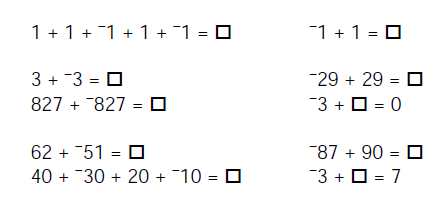 1 + 1 + ⁻1 + 1 + ⁻1 = □
⁻1 + 1 = □
3 + ⁻3 = □
⁻29 + 29 = □
827 + ⁻827 = □
⁻3 + □ = 0
62 + ⁻51 = □
⁻87 + 90 = □
40 + ⁻30 + 20 + ⁻10 = □
⁻3 + □ = 7